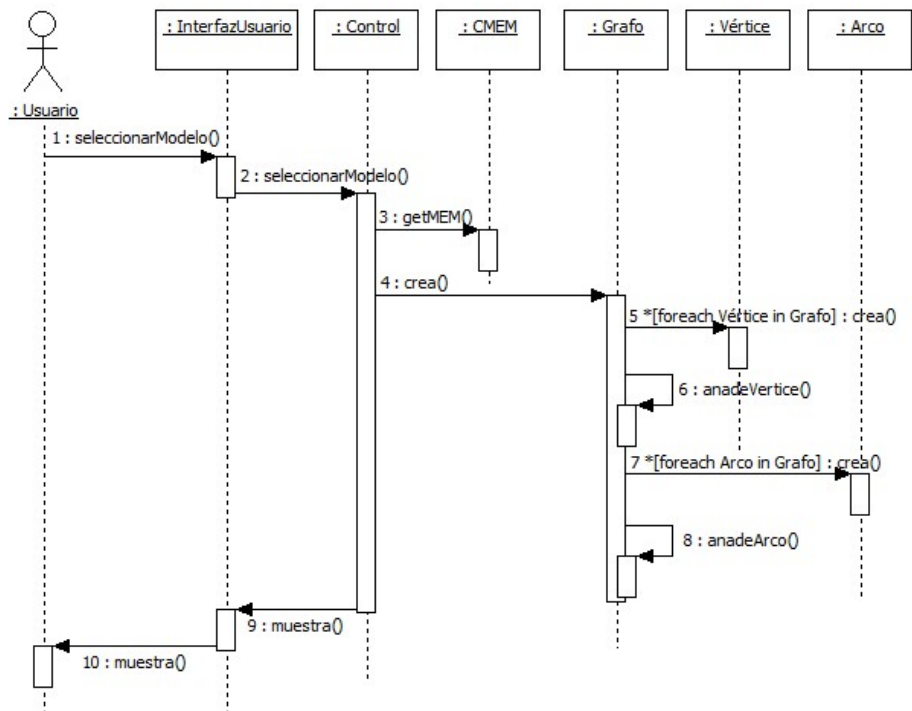 : InterfazUsuario
: Control
: CMEM
: Grafo
: Vértice
: Arco
: Usuario
1 : seleccionarModelo()
2 : seleccionarModelo()
3 : getMEM()
4 : crea()
5 *[foreach Vértice in Grafo] : crea()
6 : anadeVertice()
7 *[foreach Arco in Grafo] : crea()
8 : anadeArco()
9 : muestra()
10 : muestra()